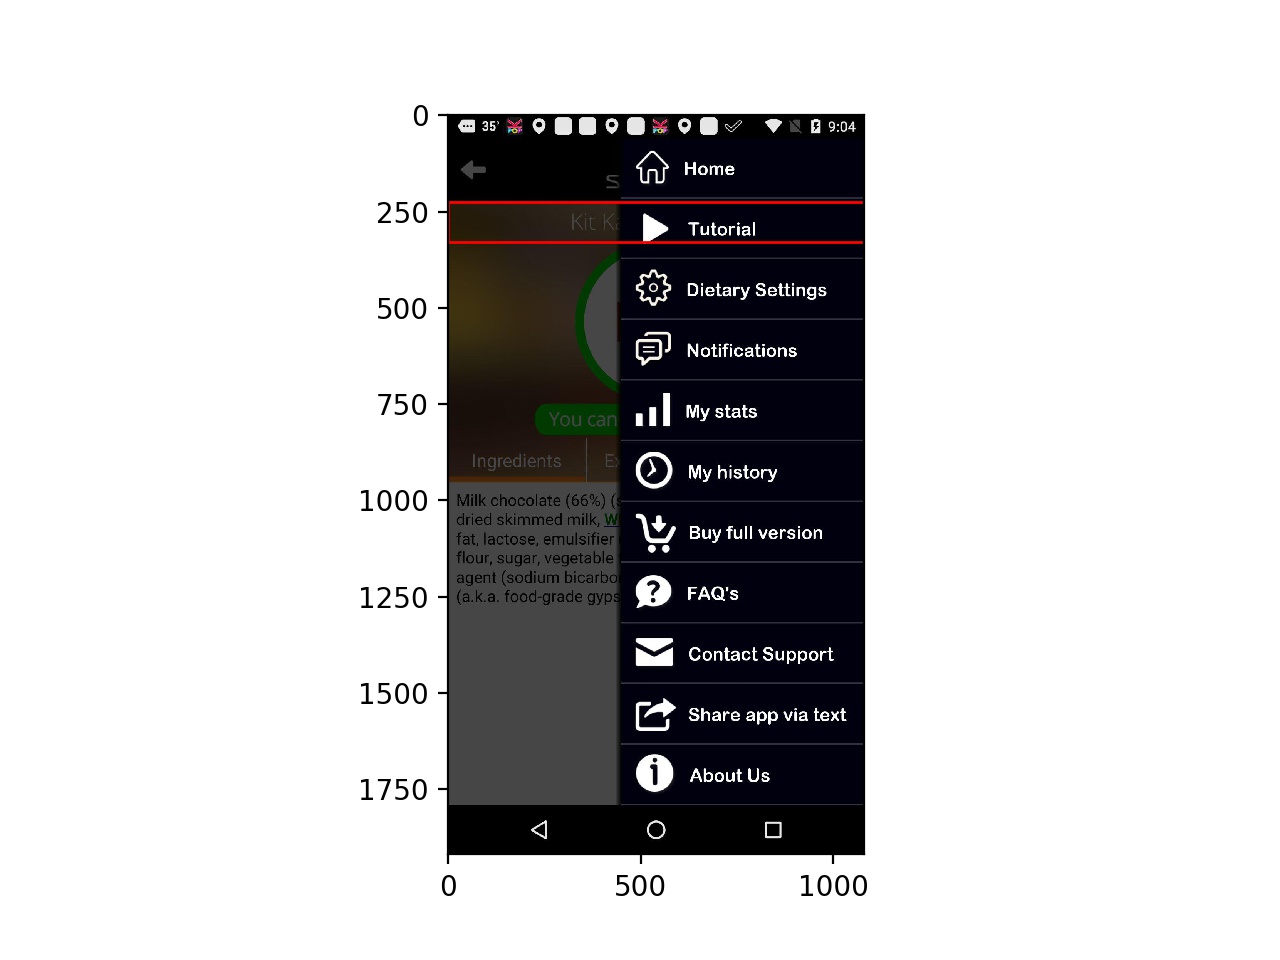 0
250
500
750
1000
1250
1500
1750
0
500
1000
35°
9:04
Kit
You can
Ingredients
Milk chocolate (66%)
dried skimmed milk,
fat, lactose, emulsifier
flour, sugar, vegetable
agent (sodium
(a.k.a. food-grade
Home
Tutorial
Dietary Settings
Notifications
My stats
My history
Buy full version
FAQ's
Contact Support
Share app via text
About Us